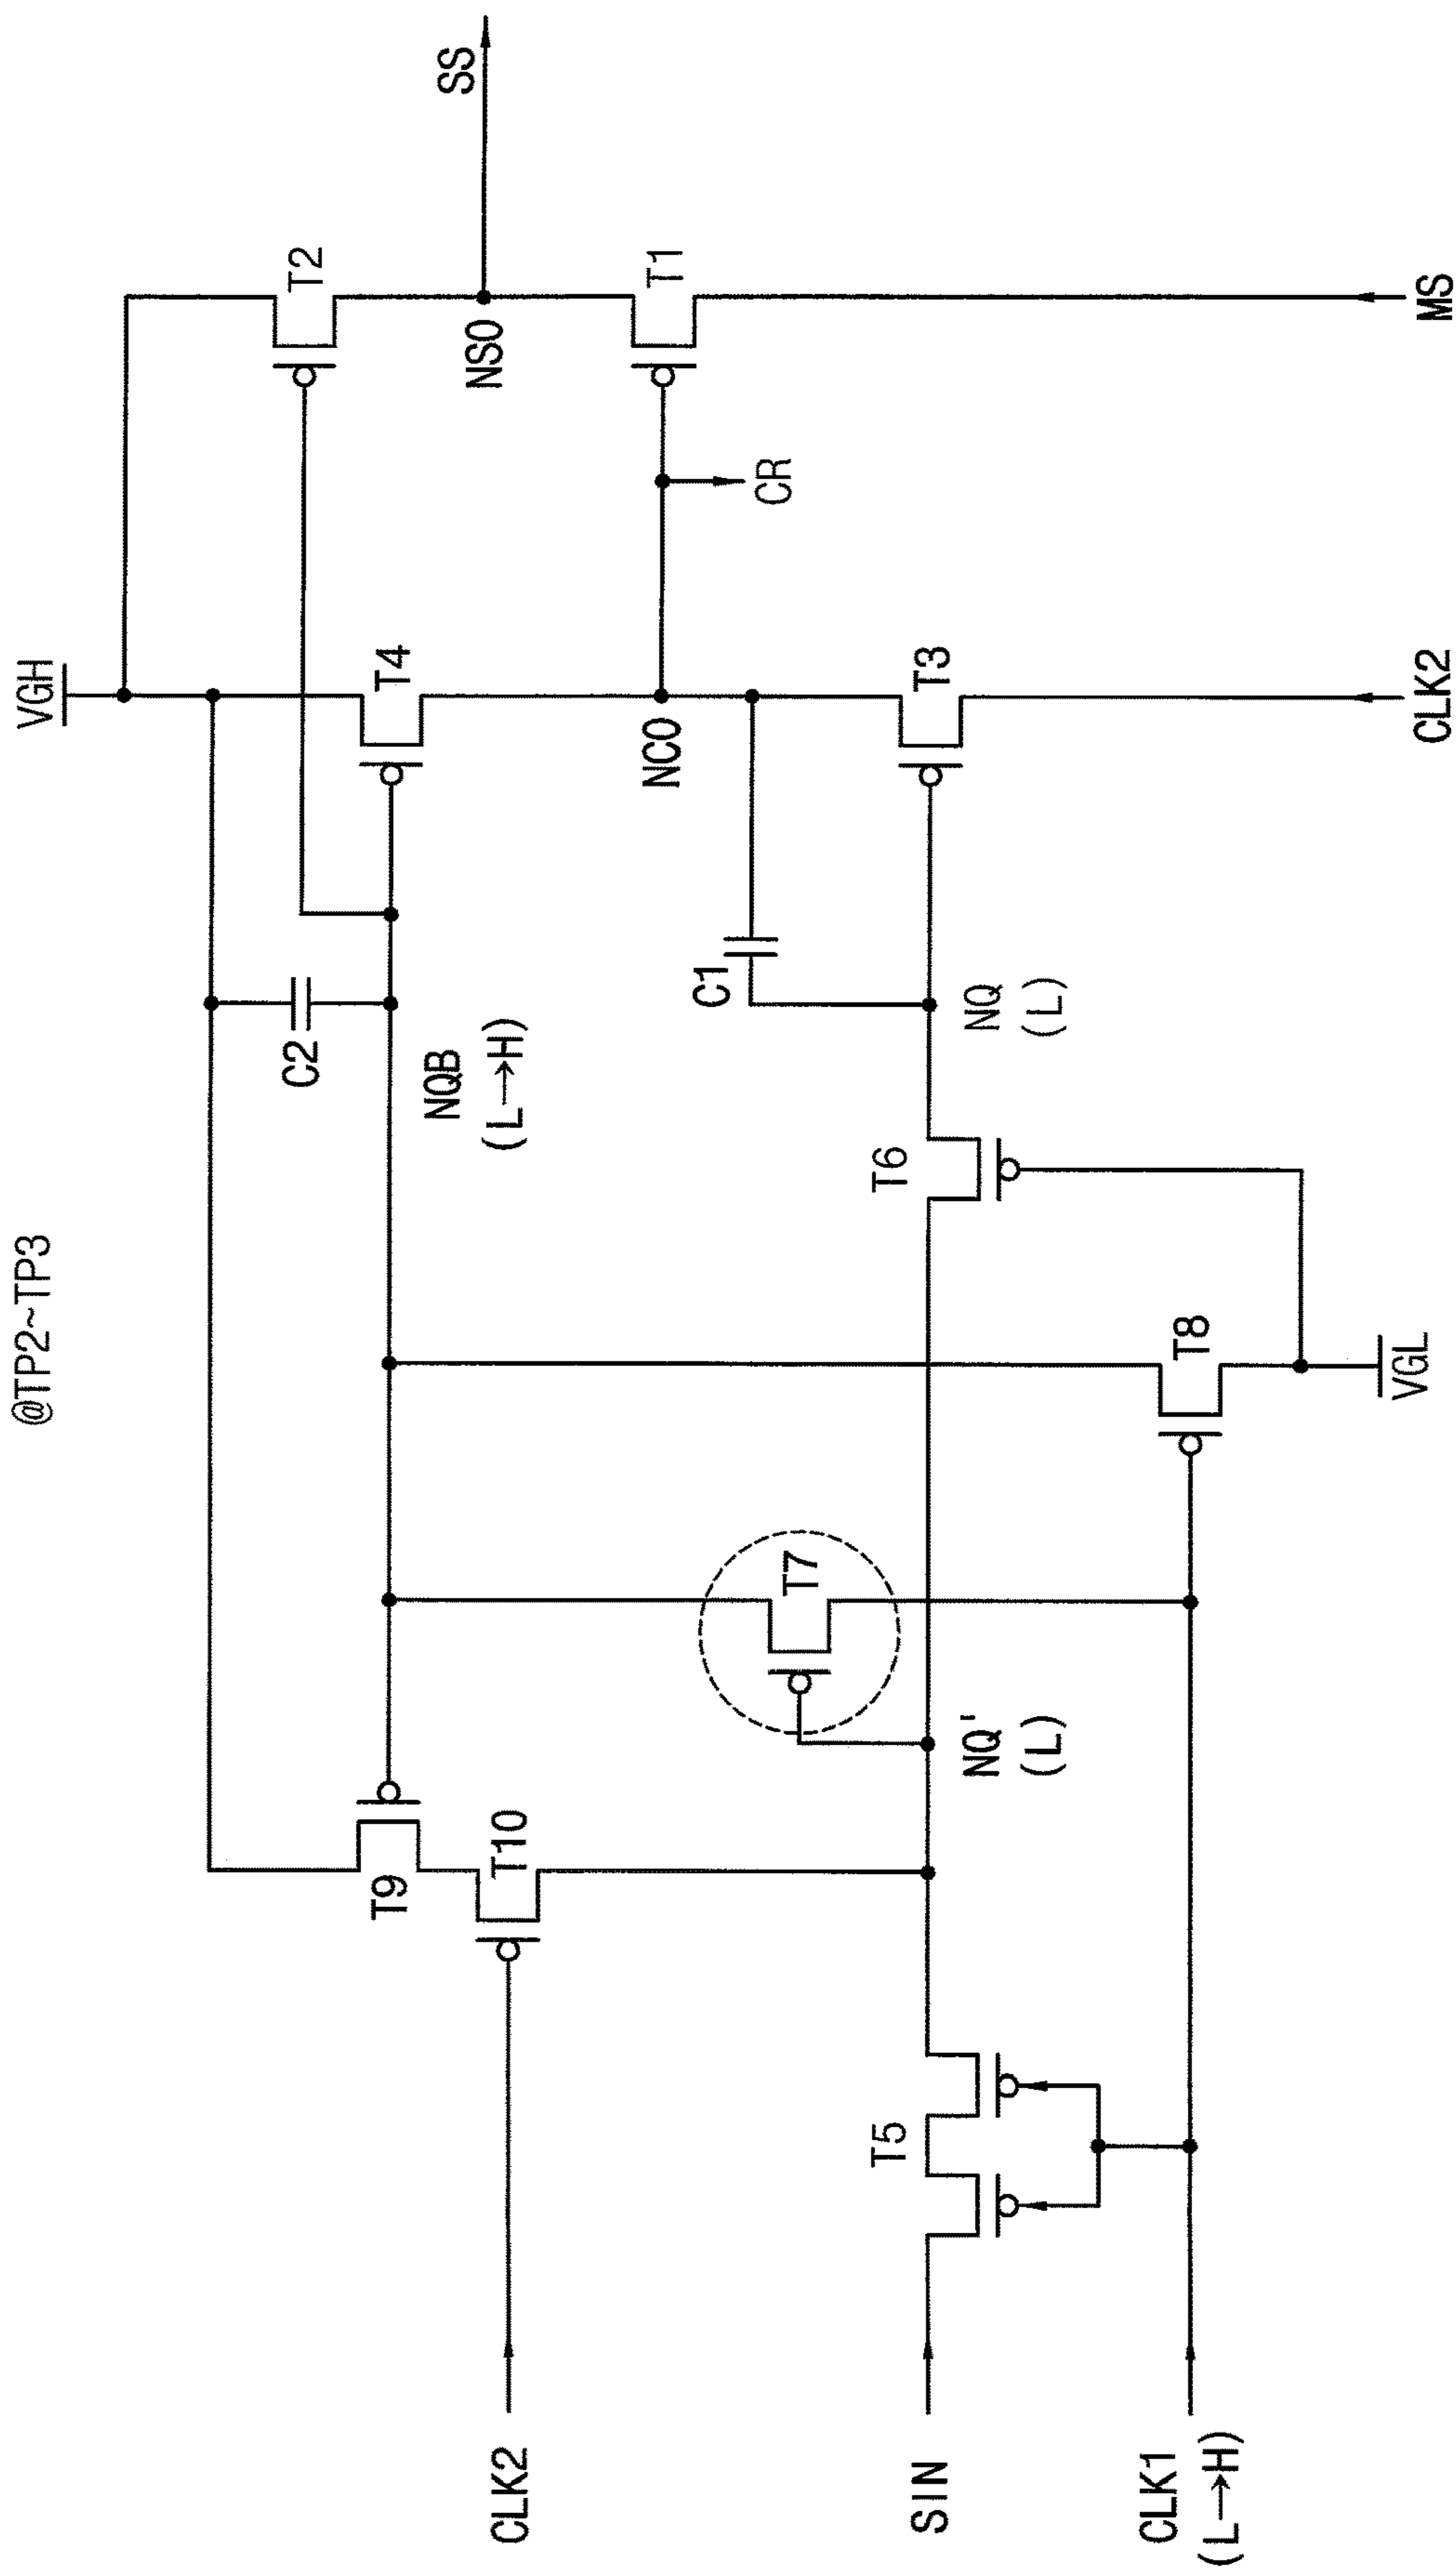 @TP2~TP3
VGH
C2
T9
T10
CLK2
NQB
(L→H)
T4
T2
SS
NSO
NCO
T1
CR
C1
T7
T5
T6
T3
SIN
NQ'
(L)
NQ
(L)
T8
CLK1
(L→H)
VGL
CLK2
MS